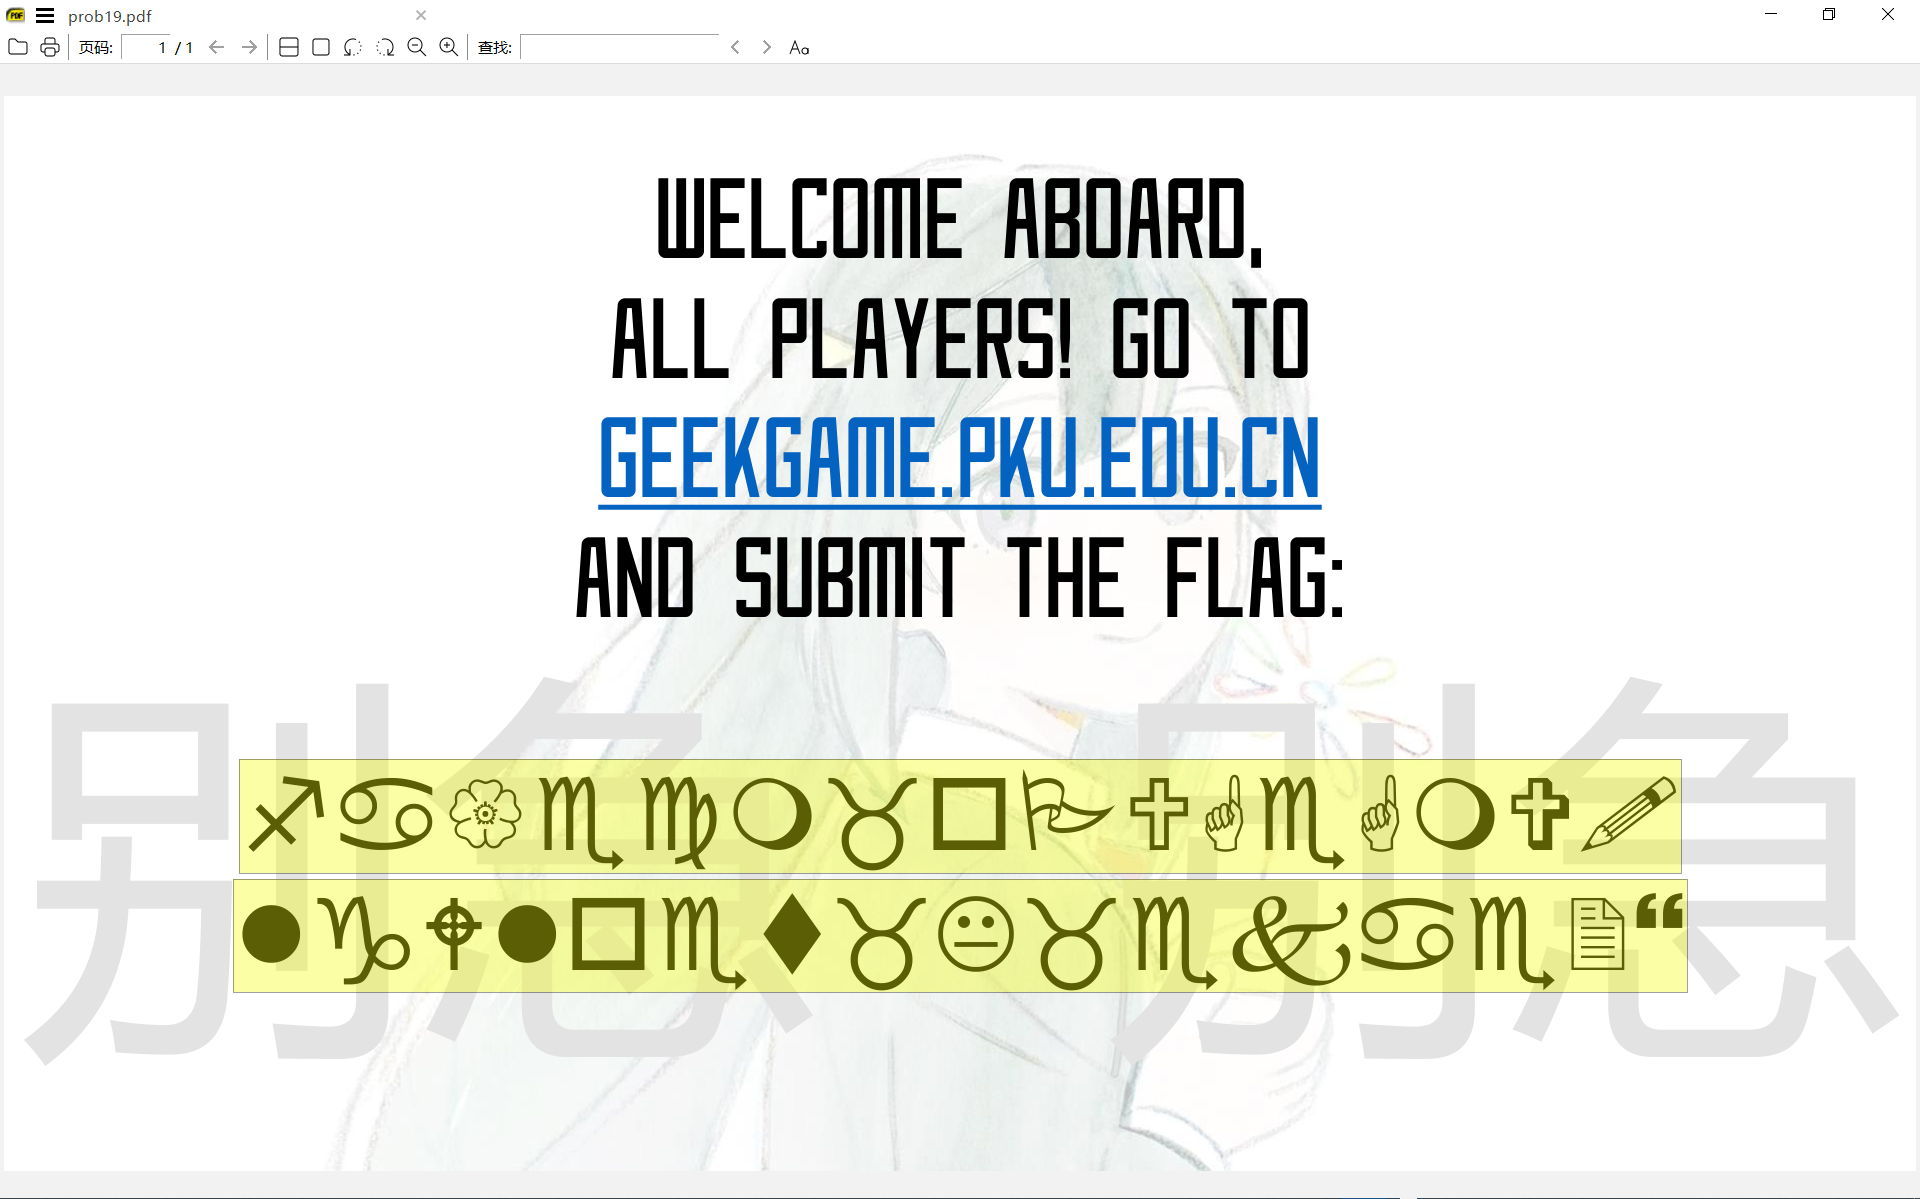 prob19.pdf
页码: 1 / 1 查找: Aa
WELCOME ABOARD,
ALL PLAYERS! GO TO
GEEKGAME.PKU.EDU.CN
AND SUBMIT THE FLAG:
别急 别急
♐♋🏵♏♍❍♉□🏱🕆☝♏☝❍✞✏
●♑🕈●□♏⬧♉😐♉♏🙰♋♏🖹❝